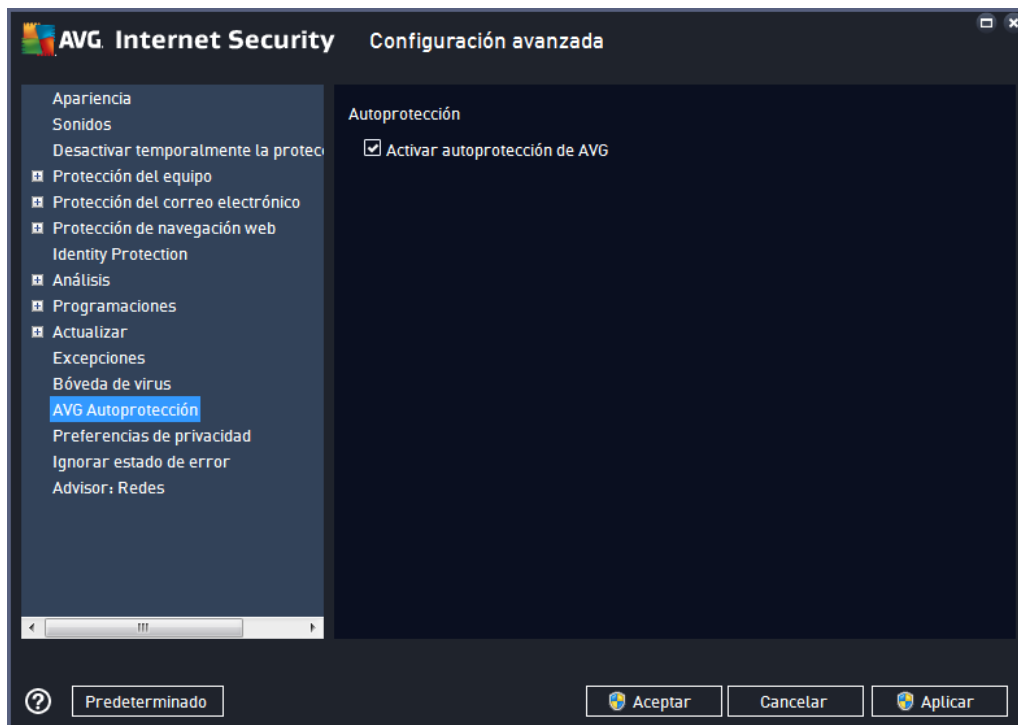 AVG. Internet Security Configuración avanzada
Apariencia
Sonidos
Desactivar temporalmente la protec
Protección del equipo
Protección del correo electrónico
Protección de navegación web
Identity Protection
Análisis
Programaciones
Actualizar
Excepciones
Bóveda de virus
AVG Autoprotección
Preferencias de privacidad
Ignorar estado de error
Advisor: Redes
Autoprotección
Activar autoprotección de AVG
Predeterminado
Aceptar
Cancelar
Aplicar